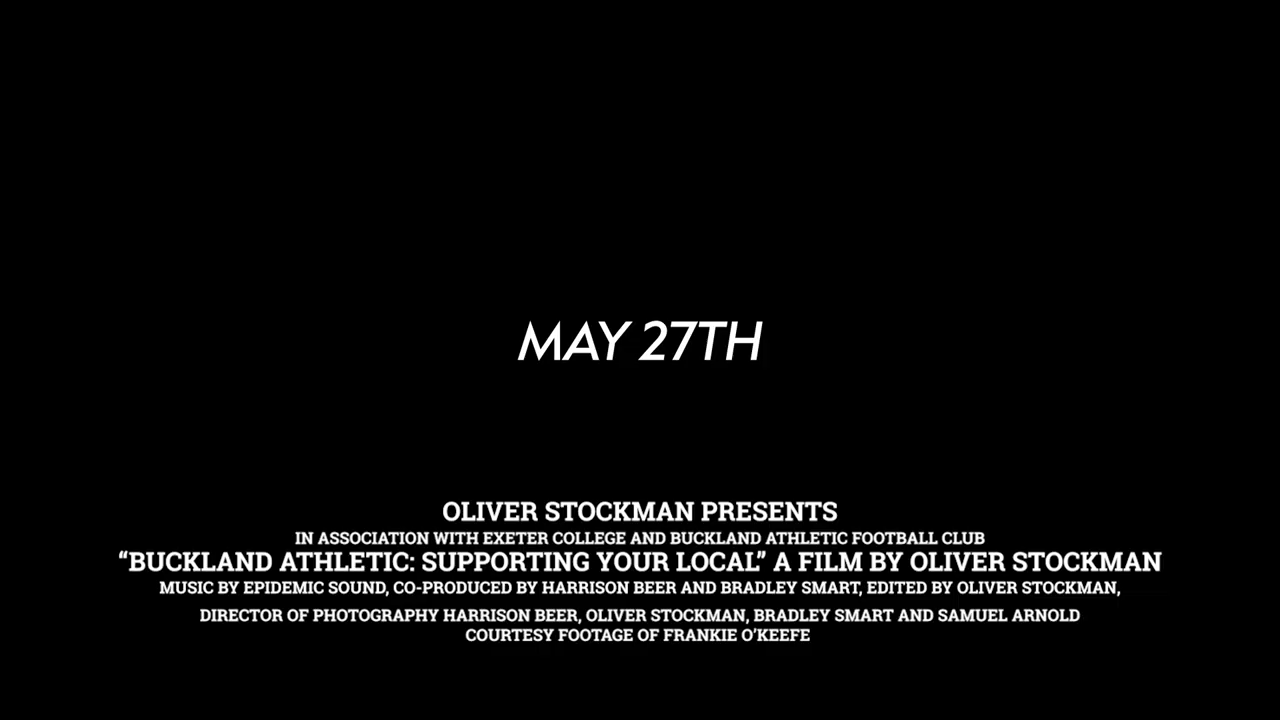 MAY 27TH
OLIVER STOCKMAN PRESENTS
IN ASSOCIATION WITH EXETER COLLEGE AND BUCKLAND ATHLETIC FOOTBALL CLUB
“BUCKLAND ATHLETIC: SUPPORTING YOUR LOCAL” A FILM BY OLIVER STOCKMAN
MUSIC BY EPIDEMIC SOUND, CO-PRODUCED BY HARRISON BEER AND BRADLEY SMART, EDITED BY OLIVER STOCKMAN,
DIRECTOR OF PHOTOGRAPHY HARRISON BEER, OLIVER STOCKMAN, BRADLEY SMART AND SAMUEL ARNOLD
COURTESY FOOTAGE OF FRANKIE O’KEEFE